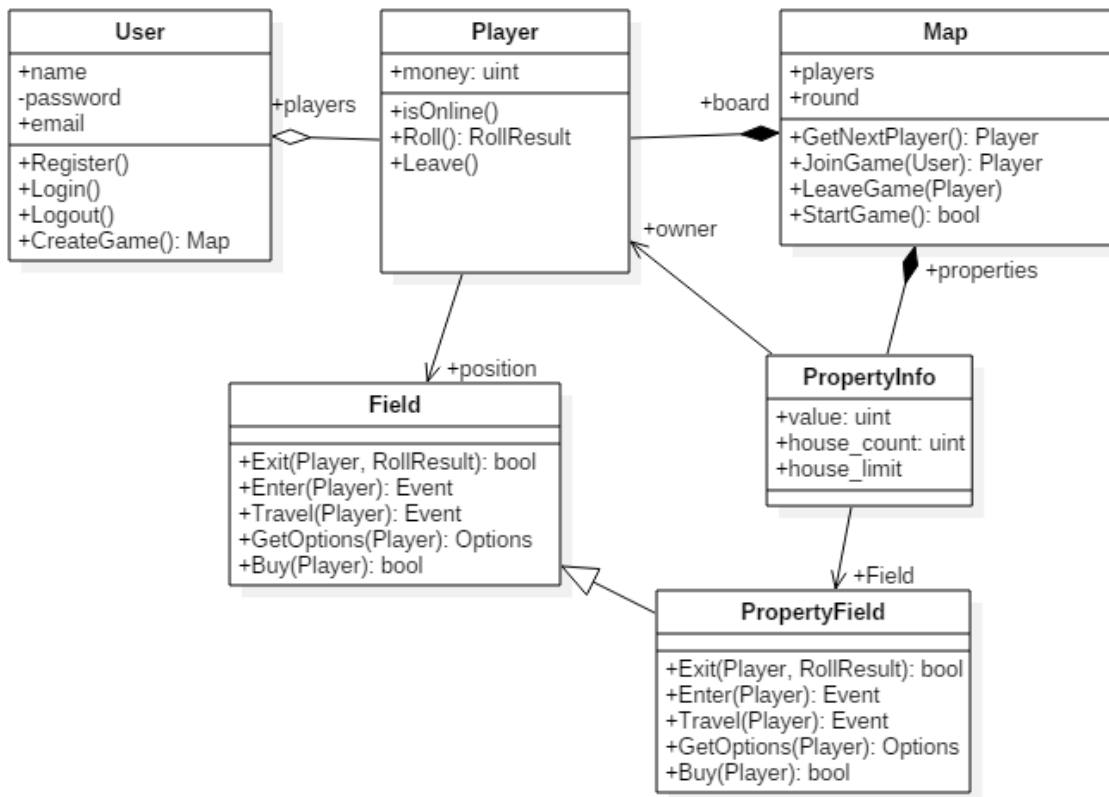 User
+name
-password
+email
+Register()
+Login()
+Logout()
+CreateGame(): Map
+players
Player
+money: uint
+isOnline()
+Roll(): RollResult
+Leave()
+board
Map
+players
+round
+GetNextPlayer(): Player
+JoinGame(User): Player
+LeaveGame(Player)
+StartGame(): bool
+owner
+properties
+position
Field
+Exit(Player, RollResult): bool
+Enter(Player): Event
+Travel(Player): Event
+GetOptions(Player): Options
+Buy(Player): bool
PropertyInfo
+value: uint
+house_count: uint
+house_limit
+Field
PropertyField
+Exit(Player, RollResult): bool
+Enter(Player): Event
+Travel(Player): Event
+GetOptions(Player): Options
+Buy(Player): bool